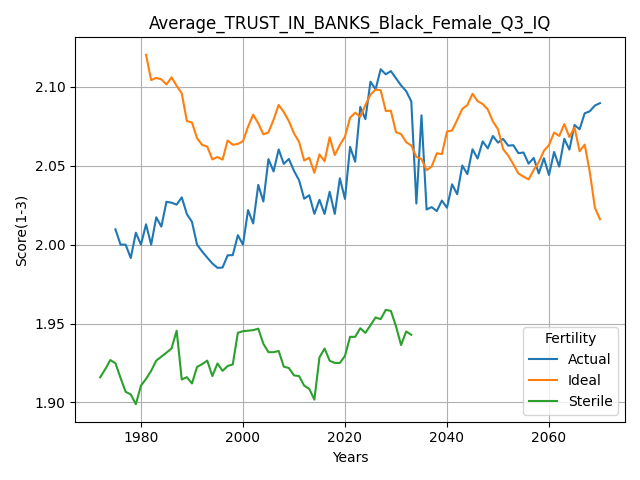 Average_TRUST_IN_BANKS_Black_Female_Q3_IQ
Score(1-3)
2.10
2.05
2.00
1.95
1.90
1980
2000
2020
2040
2060
Years
Fertility
Actual
Ideal
Sterile